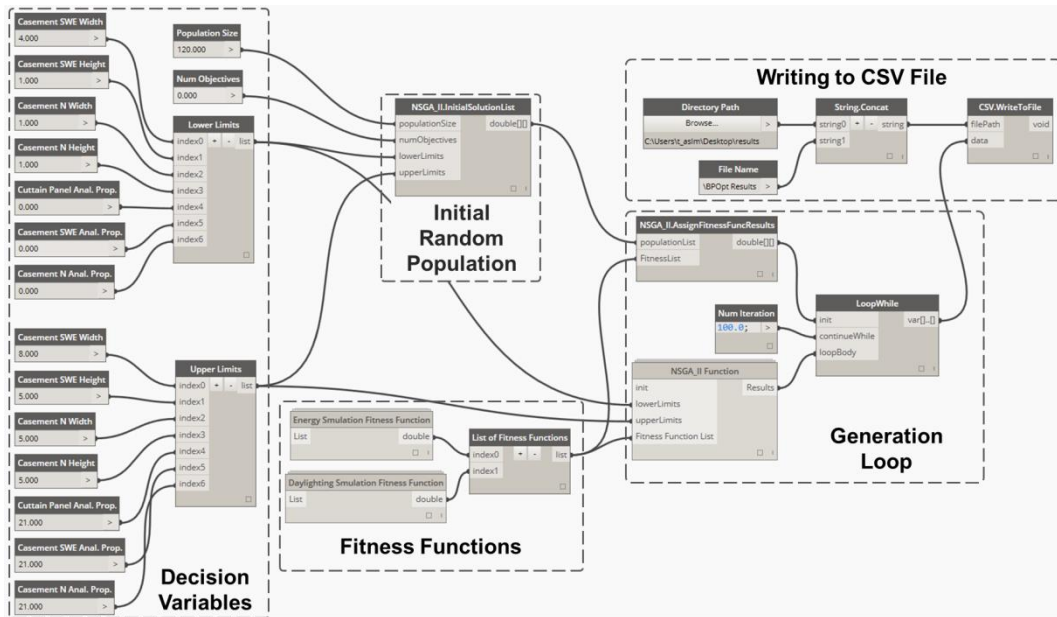 Casement SWE Width
4.000 >
Casement SWE Height
1.000 >
Casement N Width
1.000 >
Casement N Height
1.000 >
Cuttain Panel Anal. Prop.
0.000 >
Casement SWE Anal. Prop.
0.000 >
Casement N Anal. Prop.
0.000 >
Population Size
120.000 >
Num Objectives
0.000 >
Lower Limits
index0 + - list
index1
index2
index3
index4
index5
index6
Casement SWE Width
8.000 >
Casement SWE Height
5.000 >
Casement N Width
5.000 >
Casement N Height
5.000 >
Cuttain Panel Anal. Prop.
21.000 >
Casement SWE Anal. Prop.
21.000 >
Casement N Anal. Prop.
21.000 >
Upper Limits
index0 + - list
index1
index2
index3
index4
index5
index6
Decision
Variables
NSGA_II.InitialSolutionList
populationSize double[][]
numObjectives
lowerLimits
upperLimits
Initial
Random
Population
Energy Smulation Fitness Function
List double
Daylighting Smulation Fitness Function
List double
List of Fitness Functions
index0 + - list
index1
Fitness Functions
Writing to CSV File
Directory Path
Browse... >
C:\Users\t_aslm\Desktop\results
File Name
\BPOpt Results >
String.Concat
string0 + - string
string1
CSV.WriteToFile
filePath void
data
NSGA_II.AssignFitnessFuncResults
populationList double[][]
FitnessList
Num Iteration
100.0; >
NSGA_II Function
init Results
lowerLimits
upperLimits
Fitness Function List
LoopWhile
init var[]..[]
continueWhile
loopBody
Generation
Loop